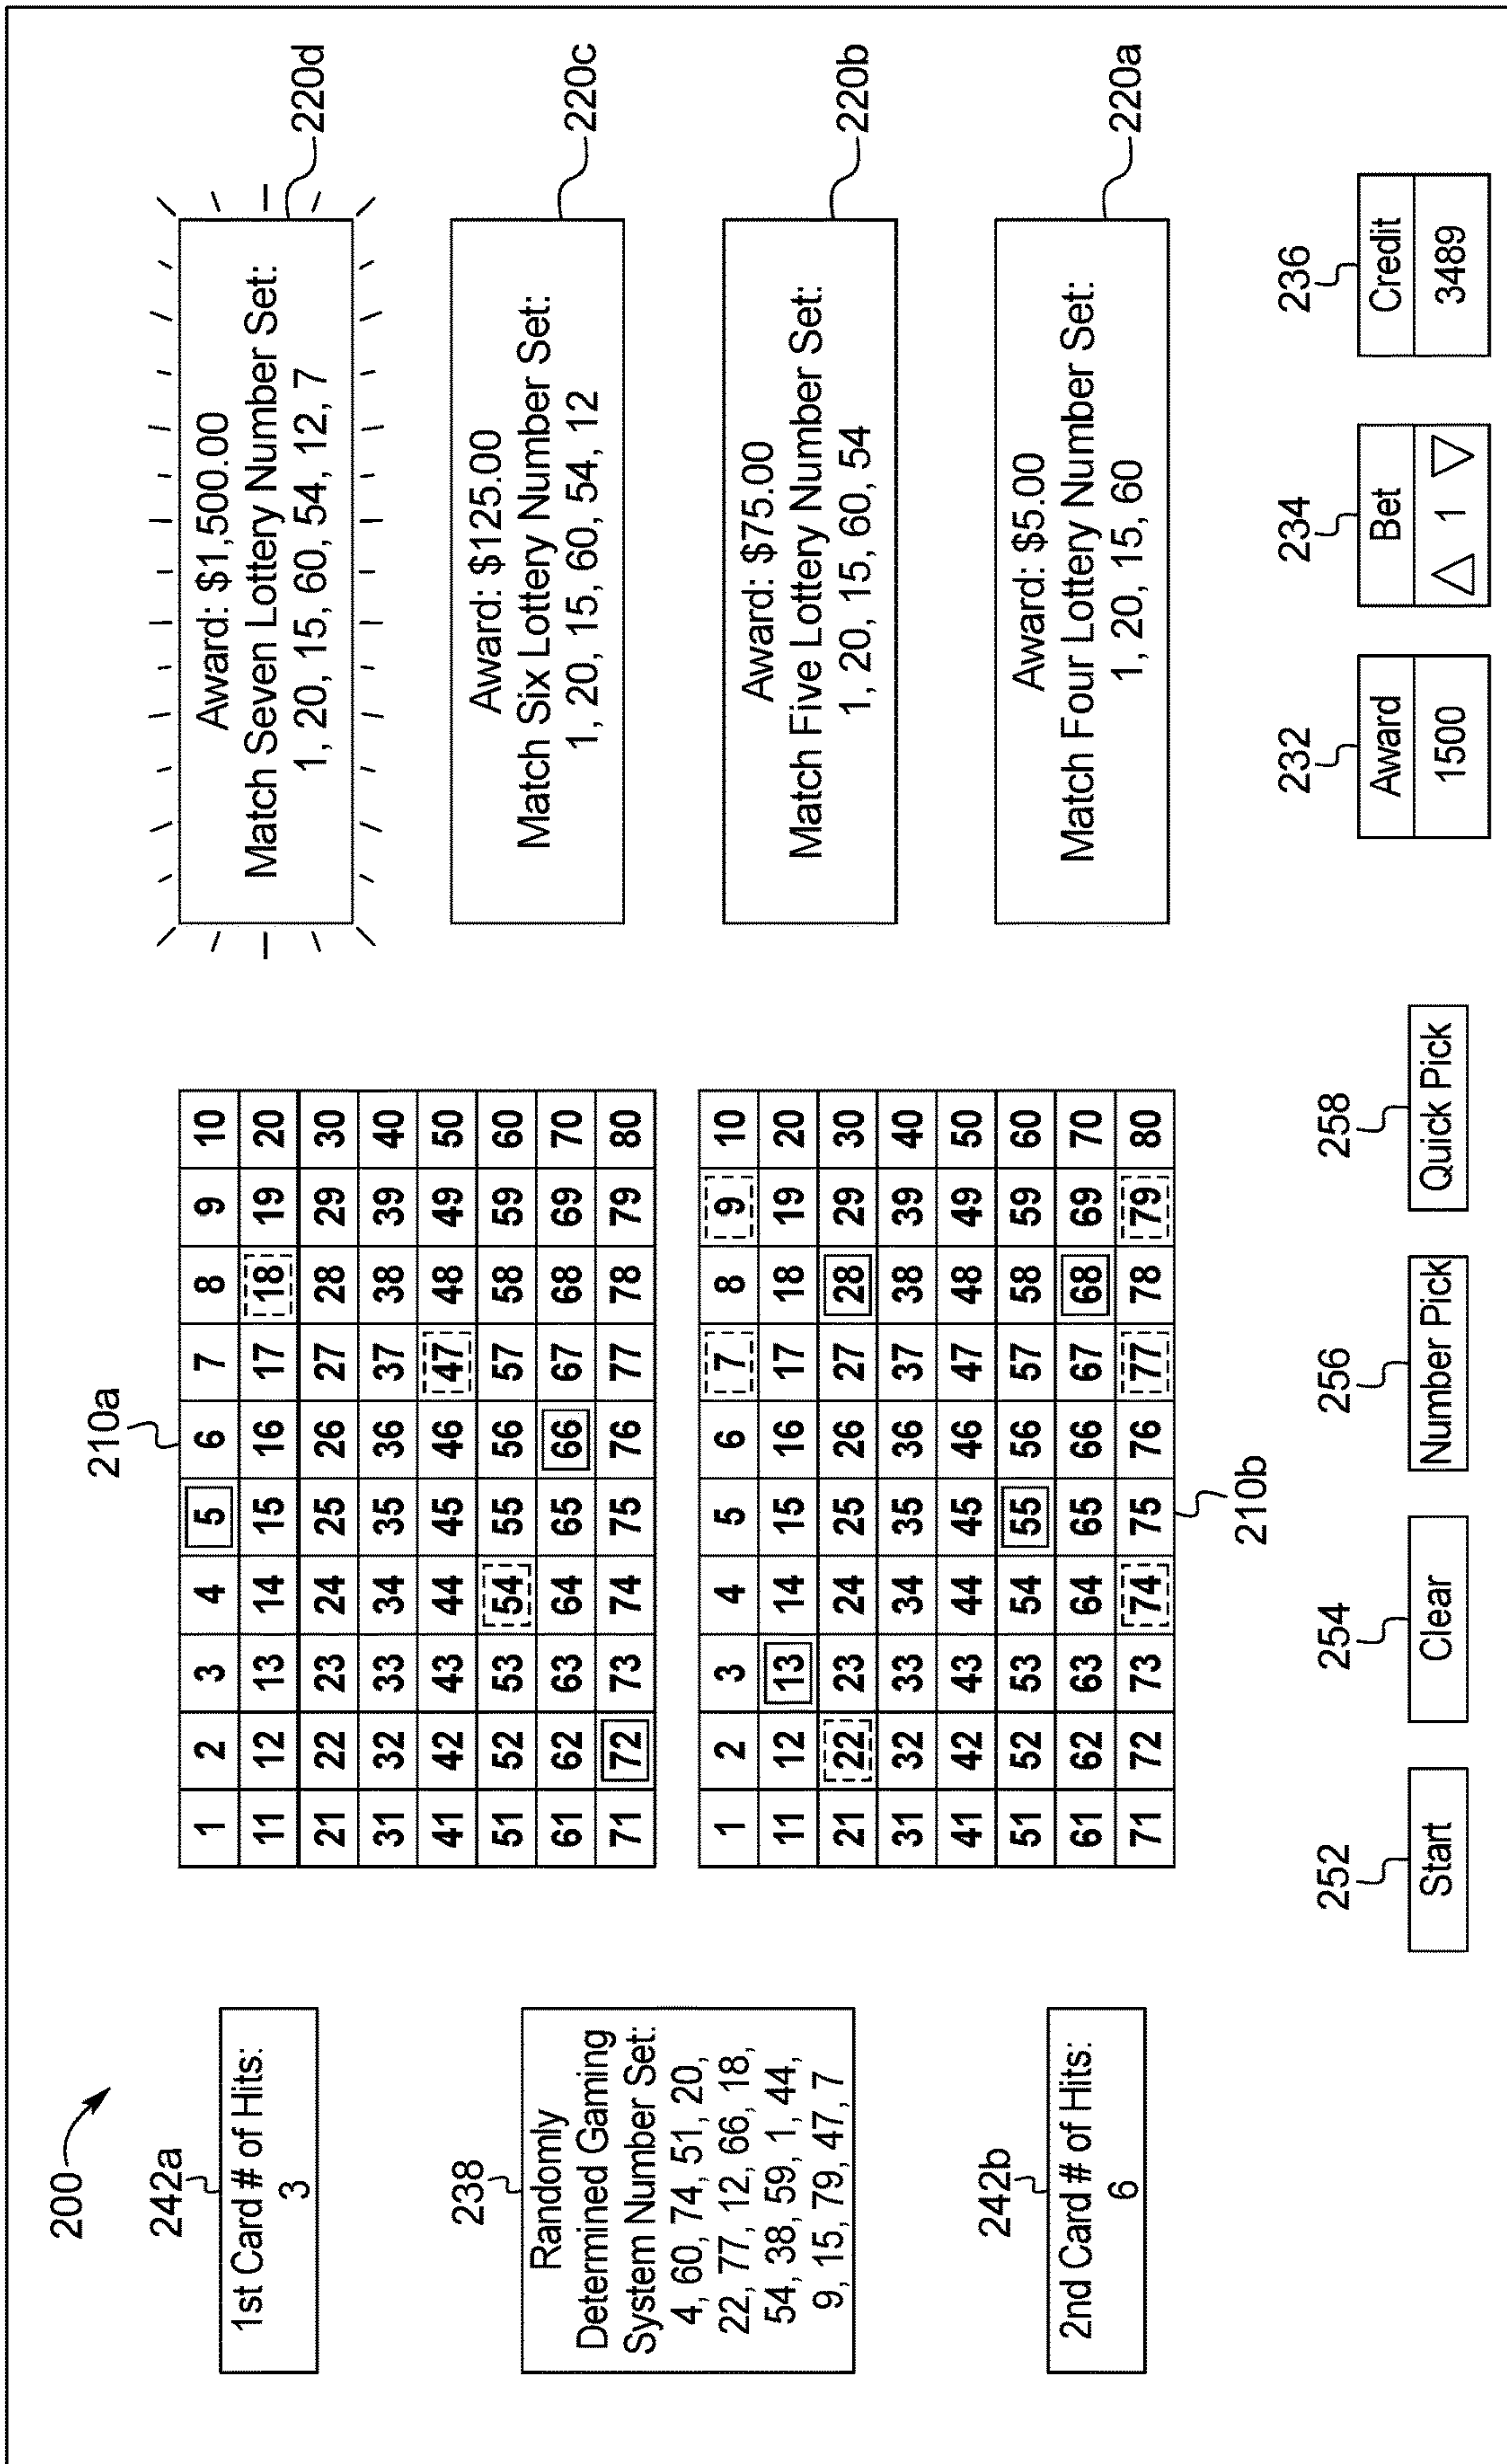 200
242a
1st Card # of Hits:
3
238
Randomly
Determined Gaming
System Number Set:
4, 60, 74, 51, 20,
22, 77, 12, 66, 18,
54, 38, 59, 1, 44,
9, 15, 79, 47, 7
242b
2nd Card # of Hits:
6
210a
1 2 3 4 5 6 7 8 9 10
11 12 13 14 15 16 17 18 19 20
21 22 23 24 25 26 27 28 29 30
31 32 33 34 35 36 37 38 39 40
41 42 43 44 45 46 47 48 49 50
51 52 53 54 55 56 57 58 59 60
61 62 63 64 65 66 67 68 69 70
71 72 73 74 75 76 77 78 79 80
1 2 3 4 5 6 7 8 9 10
11 12 13 14 15 16 17 18 19 20
21 22 23 24 25 26 27 28 29 30
31 32 33 34 35 36 37 38 39 40
41 42 43 44 45 46 47 48 49 50
51 52 53 54 55 56 57 58 59 60
61 62 63 64 65 66 67 68 69 70
71 72 73 74 75 76 77 78 79 80
210b
Award: $1,500.00
Match Seven Lottery Number Set:
1, 20, 15, 60, 54, 12, 7
220d
Award: $125.00
Match Six Lottery Number Set:
1, 20, 15, 60, 54, 12
220c
Award: $75.00
Match Five Lottery Number Set:
1, 20, 15, 60, 54
220b
Award: $5.00
Match Four Lottery Number Set:
1, 20, 15, 60
220a
252 254 256 258
Start Clear Number Pick Quick Pick
232 234 236
Award Bet Credit
1500 1 3489